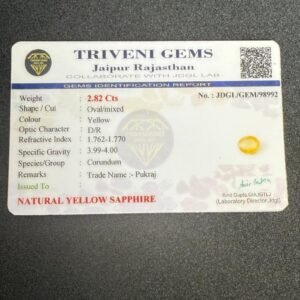 TRIVENI GEMS
Jaipur Rajasthan
COLLABORATE WITH JDGL LAB
GEMS IDENTIFICATION REPORT
Weight : 2.82 Cts
No. : JDGL/GEM/98992
Shape / Cut : Oval/mixed
Colour : Yellow
Optic Character : D/R
Refractive Index : 1.762-1.770
Specific Gravity : 3.99-4.00
Species/Group : Corundum
Remarks : Trade Name:- Pukraj
Issued To :
NATURAL YELLOW SAPPHIRE
(Laboratory Director,Jdgl)